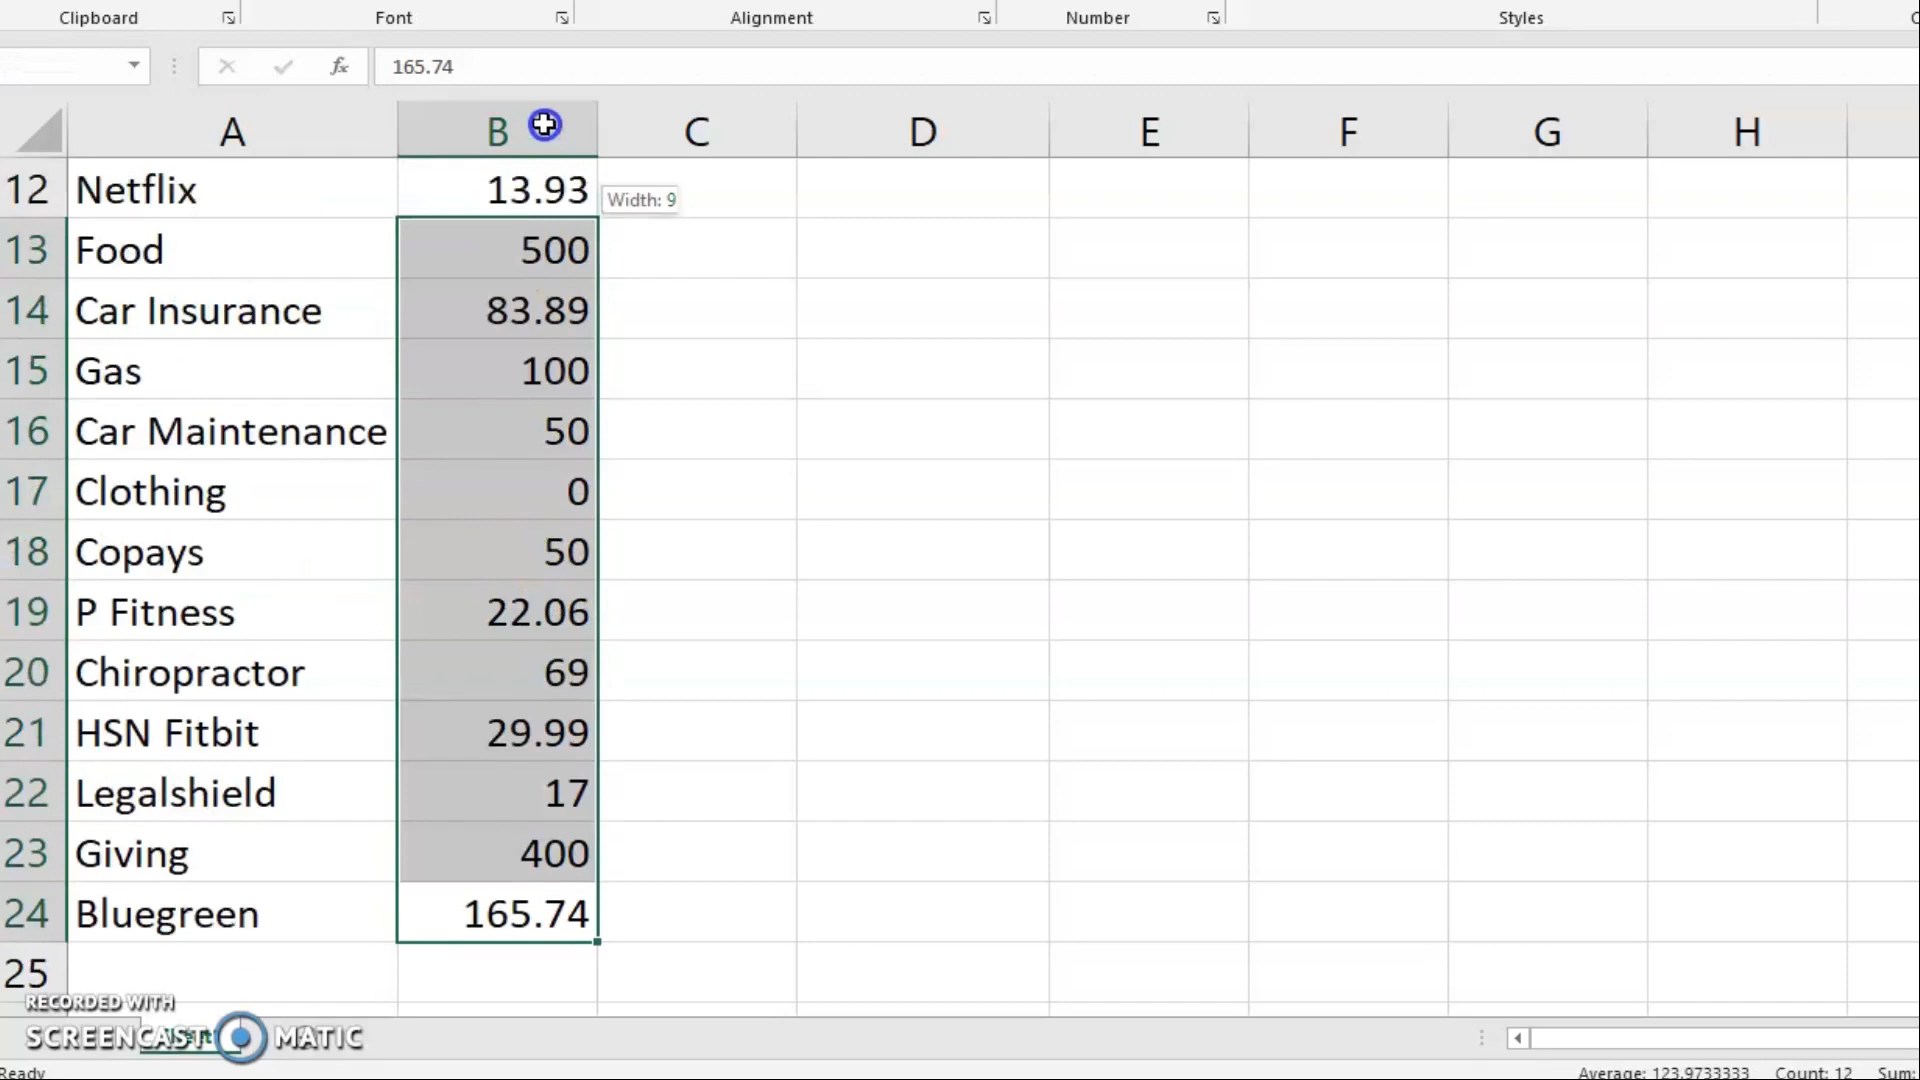 Clipboard Font Alignment Number Styles
165.74
A B C D E F G H
12 Netflix 13.93
Width: 9
13 Food 500
14 Car Insurance 83.89
15 Gas 100
16 Car Maintenance 50
17 Clothing 0
18 Copays 50
19 P Fitness 22.06
20 Chiropractor 69
21 HSN Fitbit 29.99
22 Legalshield 17
23 Giving 400
24 Bluegreen 165.74
25
RECORDED WITH
SCREENCAST MATIC
Ready Average: 123.9733333 Count: 12 Sum: